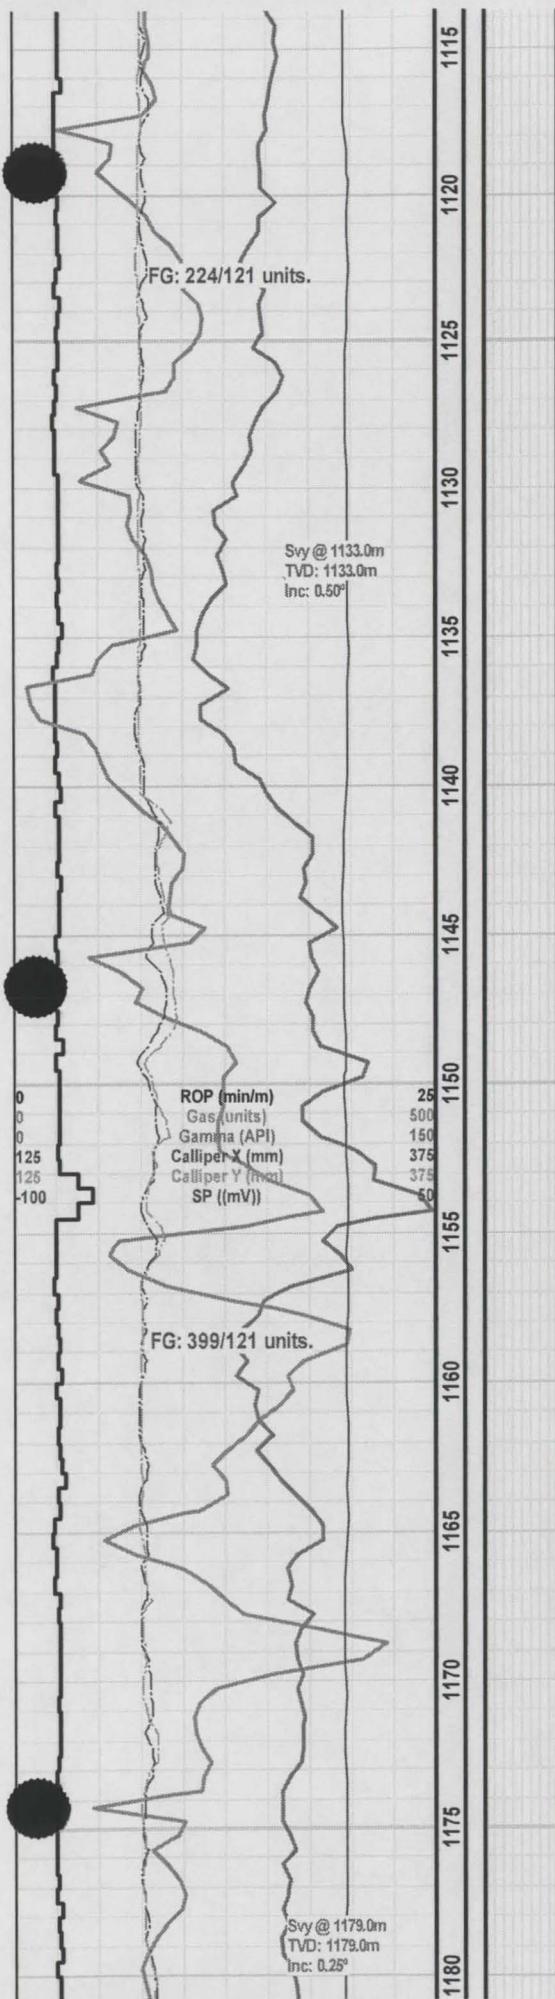 1115
1120
FG: 224/121 units.
1125
1130
Svy @ 1133.0m
TVD: 1133.0m
Inc: 0.50°
1135
1140
1145
1150
0 ROP (min/m) 25
0 Gas (units) 500
0 Gamma (API) 150
125 Calliper X (mm) 375
125 Calliper Y (mm) 375
-100 SP ((mV)) 50
1155
FG: 399/121 units.
1160
1165
1170
1175
Svy @ 1179.0m
TVD: 1179.0m
Inc: 0.25°
1180